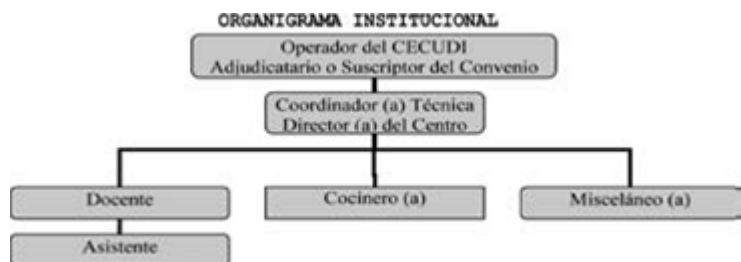 ORGANIGRAMA INSTITUCIONAL
Operador del CECUDI
Adjudicatario o Suscriptor del Convenio
Coordinador (a) Técnica
Director (a) del Centro
Docente
Cocinero (a)
Misceláneo (a)
Asistente